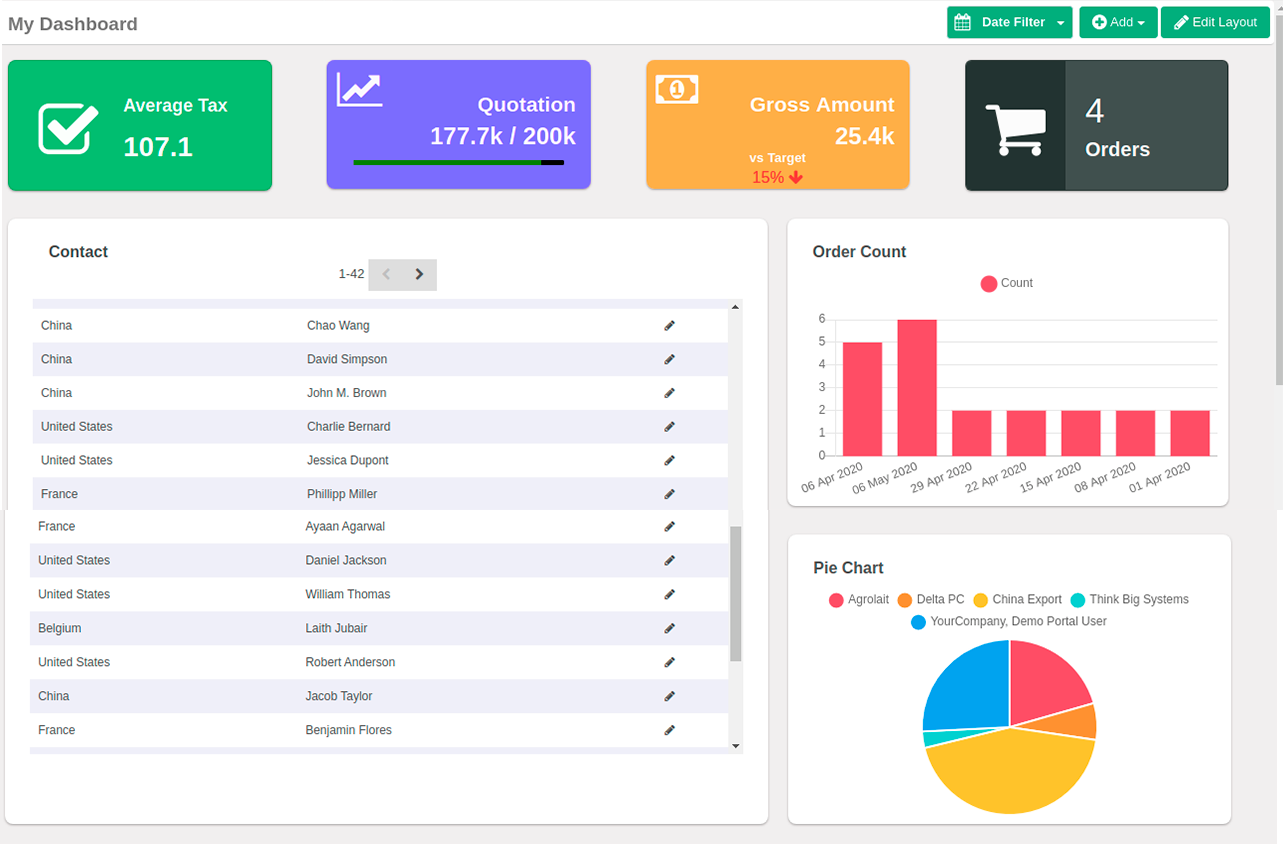 My Dashboard
Date Filter
Add
Edit Layout
Average Tax
107.1
Quotation
177.7k / 200k
1
Gross Amount
25.4k
vs Target
15%
4
Orders
Contact
1-42
China Chao Wang
China David Simpson
China John M. Brown
United States Charlie Bernard
United States Jessica Dupont
France Phillipp Miller
France Ayaan Agarwal
United States Daniel Jackson
United States William Thomas
Belgium Laith Jubair
United States Robert Anderson
China Jacob Taylor
France Benjamin Flores
Order Count
Count
6
5
4
3
2
1
0
06 Apr 2020
06 May 2020
29 Apr 2020
22 Apr 2020
15 Apr 2020
08 Apr 2020
01 Apr 2020
Pie Chart
Agrolait Delta PC China Export Think Big Systems
YourCompany, Demo Portal User